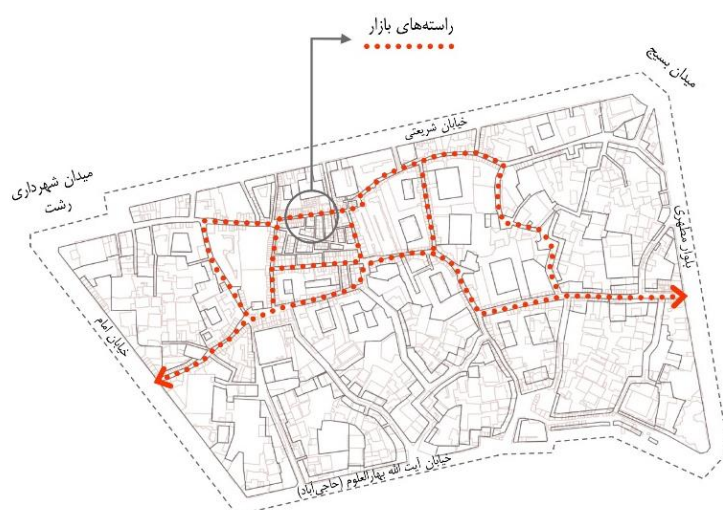 راسته‌های بازار
میدان بسیج
خیابان شریعتی
میدان شهرداری
رشت
بلوار مطهری
خیابان امام
خیابان آیت الله بهارالعلوم (حاجی‌آباد)